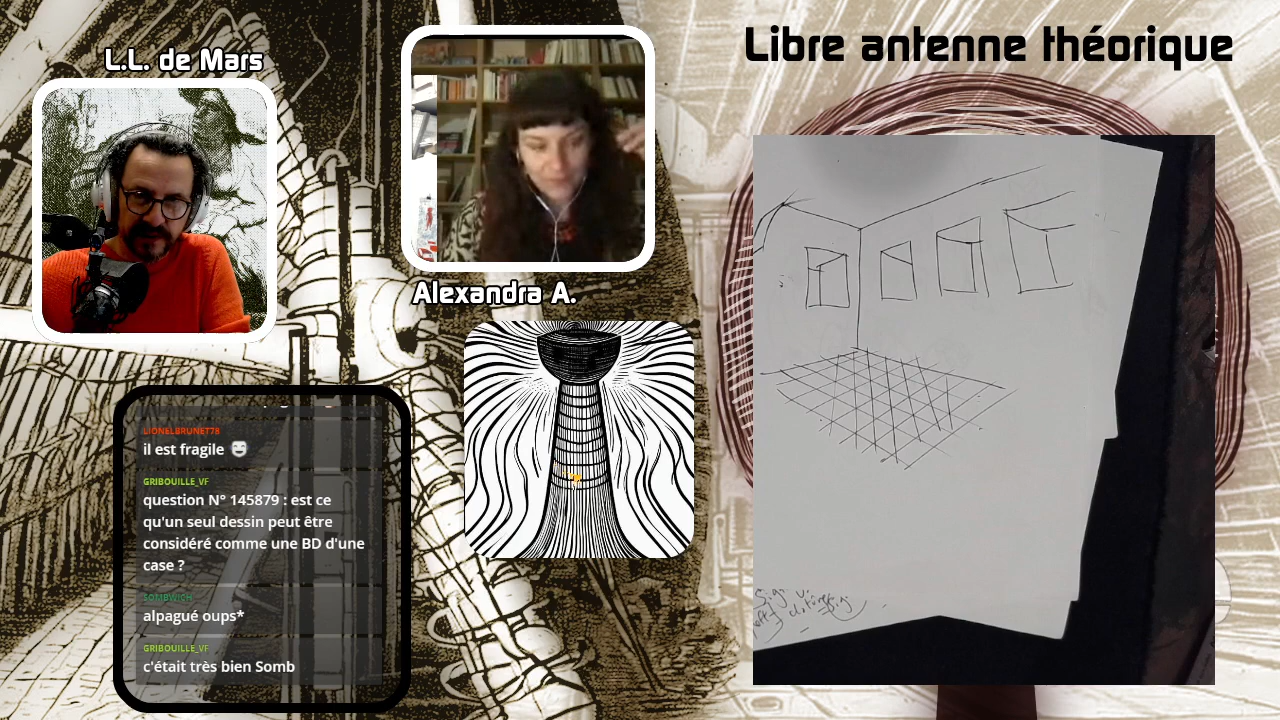 L.L. de Mars
Libre antenne théorique
Alexandra A.
LIONELBRUNET78
il est fragile
GRIBOUILLE_VF
question N° 145879 : est ce
qu'un seul dessin peut être
considéré comme une BD d'une
case ?
SOMBWICH
alpagué oups*
GRIBOUILLE_VF
c'était très bien Somb